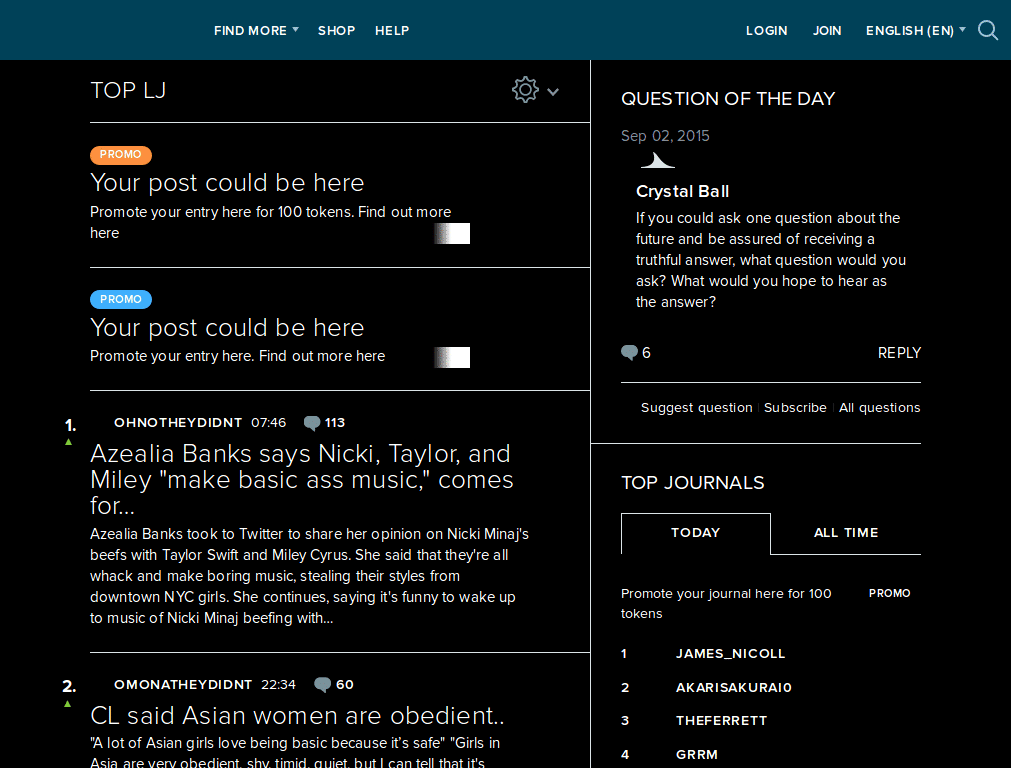 FIND MORE SHOP HELP LOGIN JOIN ENGLISH (EN)
TOP LJ
PROMO
Your post could be here
Promote your entry here for 100 tokens. Find out more
here
PROMO
Your post could be here
Promote your entry here. Find out more here
1. OHNOTHEYDIDNT 07:46 113
Azealia Banks says Nicki, Taylor, and
Miley "make basic ass music," comes
for...
Azealia Banks took to Twitter to share her opinion on Nicki Minaj's
beefs with Taylor Swift and Miley Cyrus. She said that they're all
whack and make boring music, stealing their styles from
downtown NYC girls. She continues, saying it's funny to wake up
to music of Nicki Minaj beefing with...
2. OMONATHEYDIDNT 22:34 60
CL said Asian women are obedient..
"A lot of Asian girls love being basic because it's safe" "Girls in
Asia are very obedient, shy, timid, quiet, but I can tell that it's
QUESTION OF THE DAY
Sep 02, 2015
Crystal Ball
If you could ask one question about the
future and be assured of receiving a
truthful answer, what question would you
ask? What would you hope to hear as
the answer?
6 REPLY
Suggest question Subscribe All questions
TOP JOURNALS
TODAY ALL TIME
Promote your journal here for 100 PROMO
tokens
1 JAMES_NICOLL
2 AKARISAKURAI0
3 THEFERRETT
4 GRRM